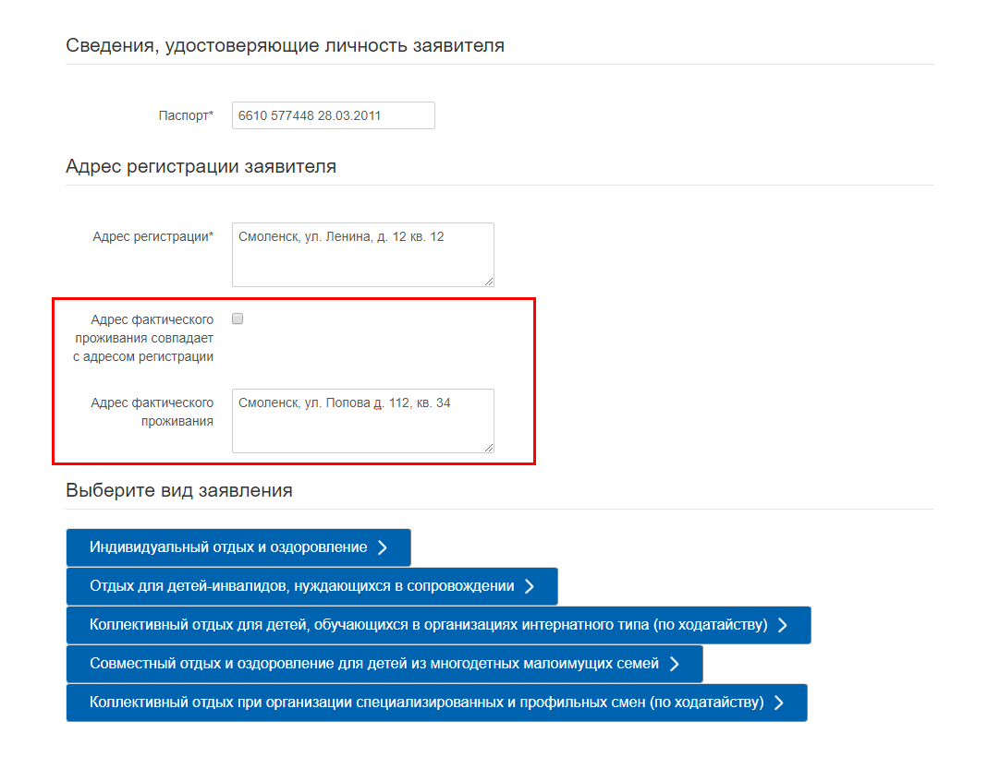 Сведения, удостоверяющие личность заявителя
Паспорт*
6610 577448 28.03.2011
Адрес регистрации заявителя
Адрес регистрации*
Смоленск, ул. Ленина, д. 12 кв. 12
Адрес фактического
проживания совпадает
с адресом регистрации
Адрес фактического
проживания
Смоленск, ул. Попова д. 112, кв. 34
Выберите вид заявления
Индивидуальный отдых и оздоровление
Отдых для детей-инвалидов, нуждающихся в сопровождении
Коллективный отдых для детей, обучающихся в организациях интернатного типа (по ходатайству)
Совместный отдых и оздоровление для детей из многодетных малоимущих семей
Коллективный отдых при организации специализированных и профильных смен (по ходатайству)